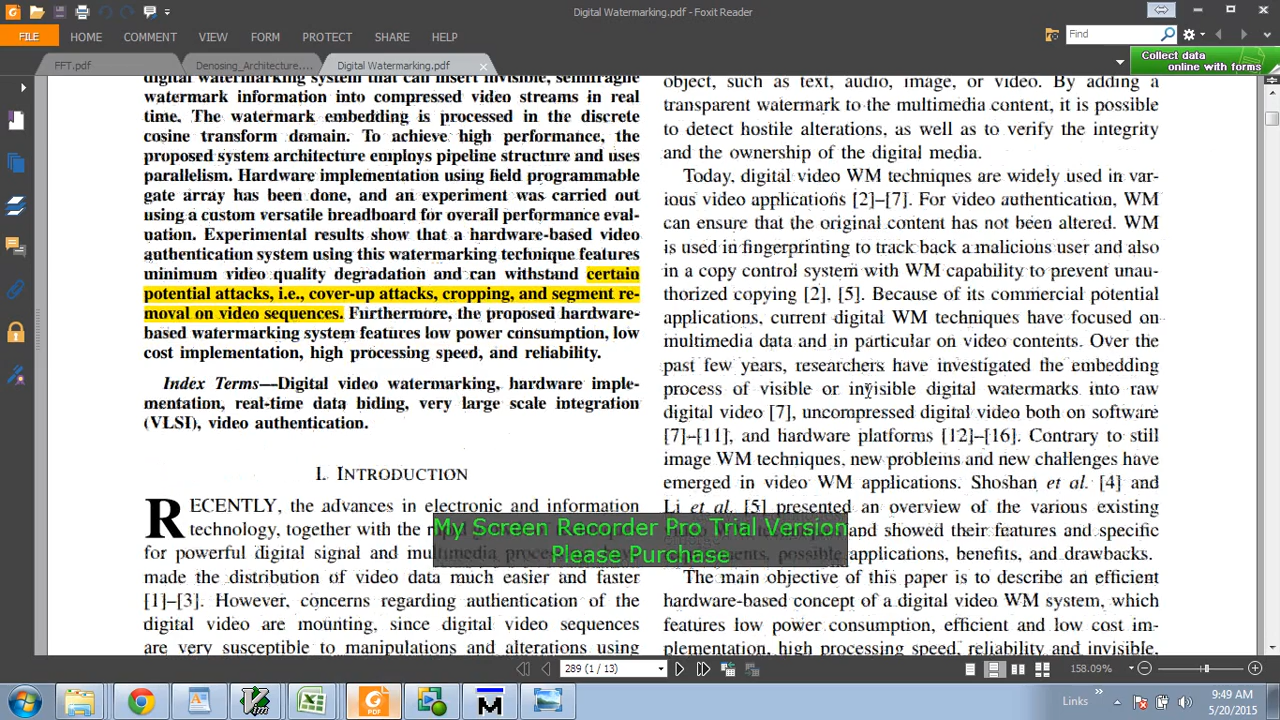 Digital Watermarking.pdf - Foxit Reader
FILE HOME COMMENT VIEW FORM PROTECT SHARE HELP
Find
FFT.pdf Denosing_Architecture.... Digital Watermarking.pdf
Collect data
online with forms
digital watermarking system that can insert invisible, semifragile
watermark information into compressed video streams in real
time. The watermark embedding is processed in the discrete
cosine transform domain. To achieve high performance, the
proposed system architecture employs pipeline structure and uses
parallelism. Hardware implementation using field programmable
gate array has been done, and an experiment was carried out
using a custom versatile breadboard for overall performance eval-
uation. Experimental results show that a hardware-based video
authentication system using this watermarking technique features
minimum video quality degradation and can withstand certain
potential attacks, i.e., cover-up attacks, cropping, and segment re-
moval on video sequences. Furthermore, the proposed hardware-
based watermarking system features low power consumption, low
cost implementation, high processing speed, and reliability.
Index Terms—Digital video watermarking, hardware imple-
mentation, real-time data hiding, very large scale integration
(VLSI), video authentication.
I. INTRODUCTION
RECENTLY, the advances in electronic and information
technology, together with the
for powerful digital signal and multimedia
made the distribution of video data much easier and faster
[1]–[3]. However, concerns regarding authentication of the
digital video are mounting, since digital video sequences
are very susceptible to manipulations and alterations using
object, such as text, audio, image, or video. By adding a
transparent watermark to the multimedia content, it is possible
to detect hostile alterations, as well as to verify the integrity
and the ownership of the digital media.
Today, digital video WM techniques are widely used in var-
ious video applications [2]–[7]. For video authentication, WM
can ensure that the original content has not been altered. WM
is used in fingerprinting to track back a malicious user and also
in a copy control system with WM capability to prevent unau-
thorized copying [2], [5]. Because of its commercial potential
applications, current digital WM techniques have focused on
multimedia data and in particular on video contents. Over the
past few years, researchers have investigated the embedding
process of visible or invisible digital watermarks into raw
digital video [7], uncompressed digital video both on software
[7]–[11], and hardware platforms [12]–[16]. Contrary to still
image WM techniques, new problems and new challenges have
emerged in video WM applications. Shoshan et al. [4] and
Li et al. [5] presented an overview of the various existing
and showed their features and specific
possible applications, benefits, and drawbacks.
The main objective of this paper is to describe an efficient
hardware-based concept of a digital video WM system, which
features low power consumption, efficient and low cost im-
plementation, high processing speed, reliability and invisible,
My Screen Recorder Pro Trial Version
Please Purchase
289 (1 / 13)
158.09%
Links
9:49 AM
5/20/2015